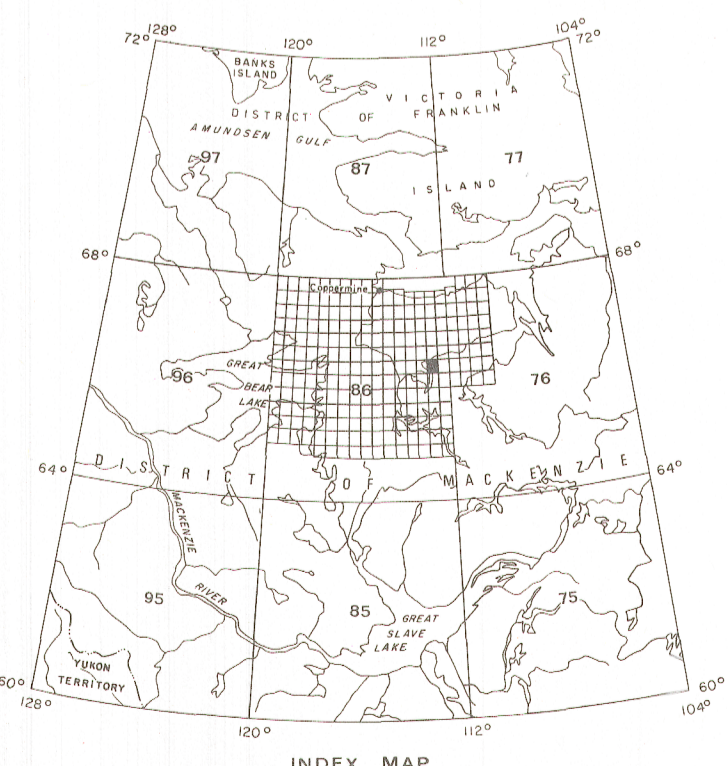 128°
104°
72°
120°
112°
72°
BANKS
ISLAND
VICTORIA
DISTRICT OF FRANKLIN
AMUNDSEN GULF
97
87
77
ISLAND
68°
68°
Coppermine
GREAT
BEAR
LAKE
96
86
76
DISTRICT OF MACKENZIE
64°
64°
MACKENZIE
RIVER
95
85
75
GREAT
SLAVE
LAKE
YUKON
TERRITORY
60°
60°
128°
104°
120°
112°
INDEX MAP